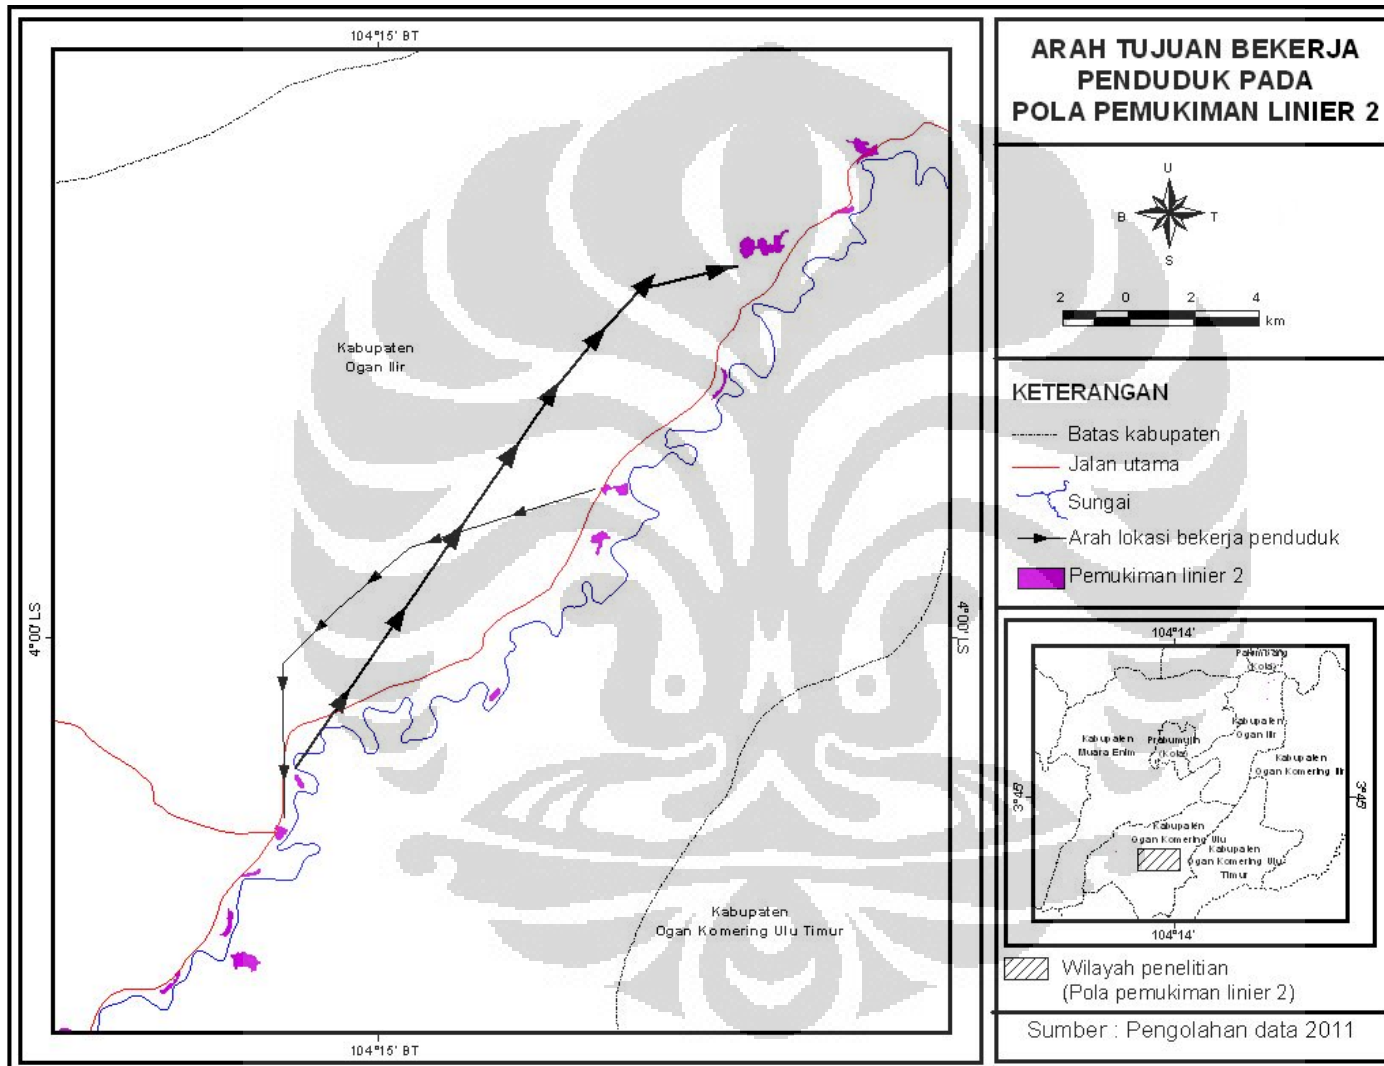 104°15' BT
Kabupaten
Ogan Ilir
4°00' LS
4°00' LS
Kabupaten
Ogan Komering Ulu Timur
104°15' BT
ARAH TUJUAN BEKERJA
PENDUDUK PADA
POLA PEMUKIMAN LINIER 2
U
B
T
S
2 0 2 4
km
KETERANGAN
Batas kabupaten
Jalan utama
Sungai
Arah lokasi bekerja penduduk
Pemukiman linier 2
104°14'
Palembang
(Kota)
Kabupaten
Ogan Ilir
Kabupaten
Muara Enim
Prabumulih
(Kota)
Kabupaten
Ogan Komering Ilir
3°45'
3°45'
Kabupaten
Ogan Komering Ulu
Kabupaten
Ogan Komering Ulu
Timur
104°14'
Wilayah penelitian
(Pola pemukiman linier 2)
Sumber : Pengolahan data 2011